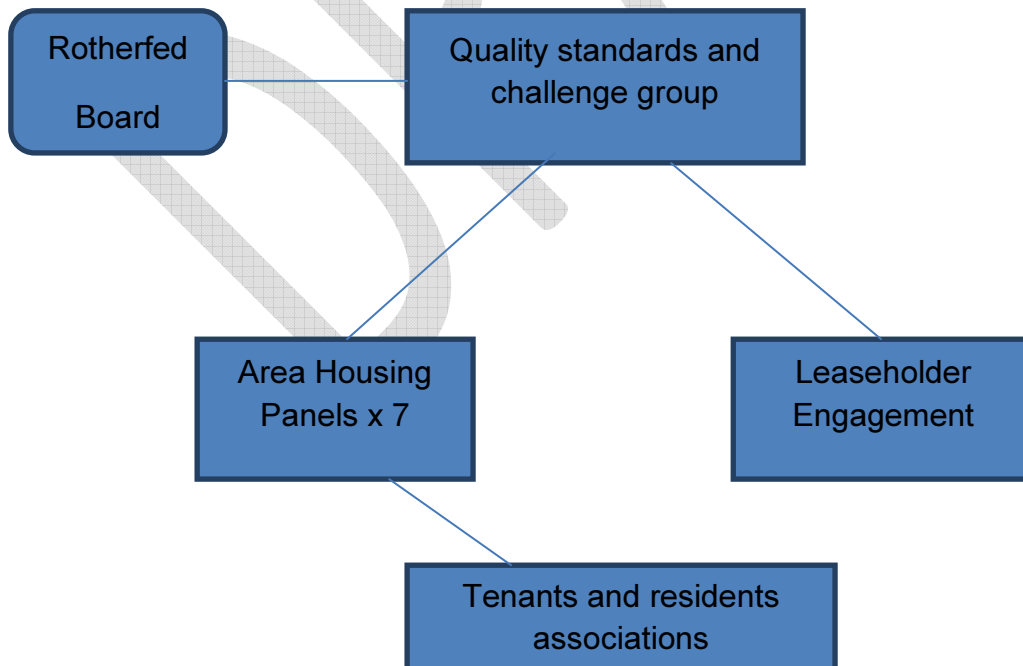 Rotherfed
Board
Quality standards and
challenge group
Area Housing
Panels x 7
Leaseholder
Engagement
Tenants and residents
associations